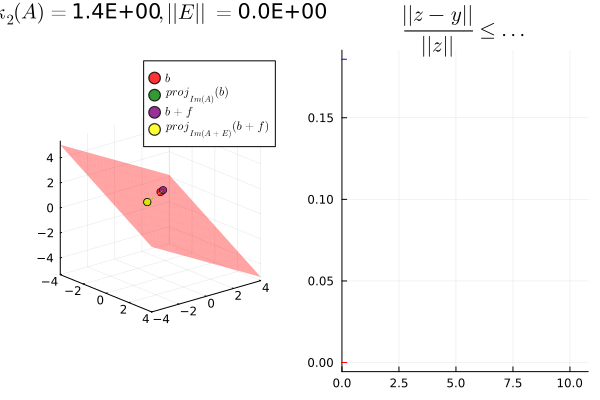 κ₂(A) = 1.4E+00, ||E|| = 0.0E+00
||z − y||
||z|| ≤ ...
b
proj_{Im(A)}(b)
b + f
proj_{Im(A+E)}(b + f)
4
2
0
−2
−4
−4
−2
0
2
4
−4
−2
0
2
4
0.15
0.10
0.05
0.00
0.0 2.5 5.0 7.5 10.0